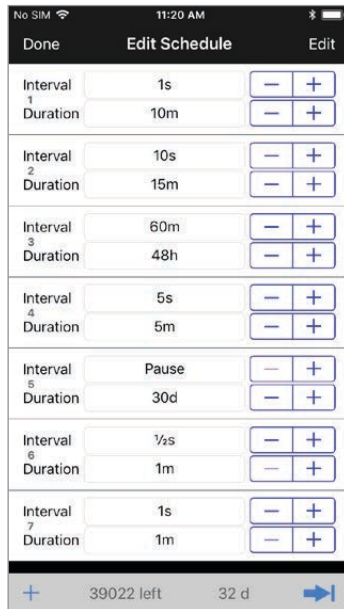 No SIM 11:20 AM
Done Edit Schedule Edit
Interval 1s − +
1
Duration 10m − +
Interval 10s − +
2
Duration 15m − +
Interval 60m − +
3
Duration 48h − +
Interval 5s − +
4
Duration 5m − +
Interval Pause − +
5
Duration 30d − +
Interval ½s − +
6
Duration 1m − +
Interval 1s − +
7
Duration 1m − +
+ 39022 left 32 d